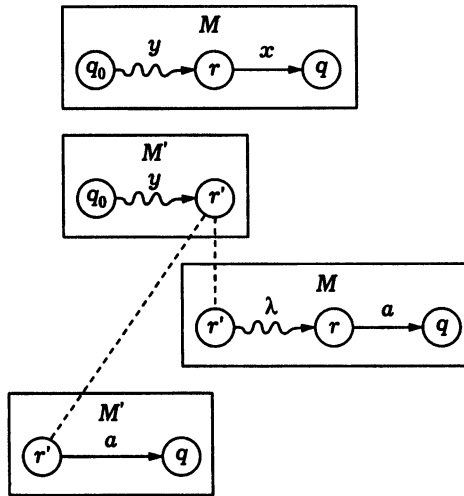 M
y x
q₀ r q
M'
y
q₀ r'
M
λ a
r' r q
M'
a
r' q